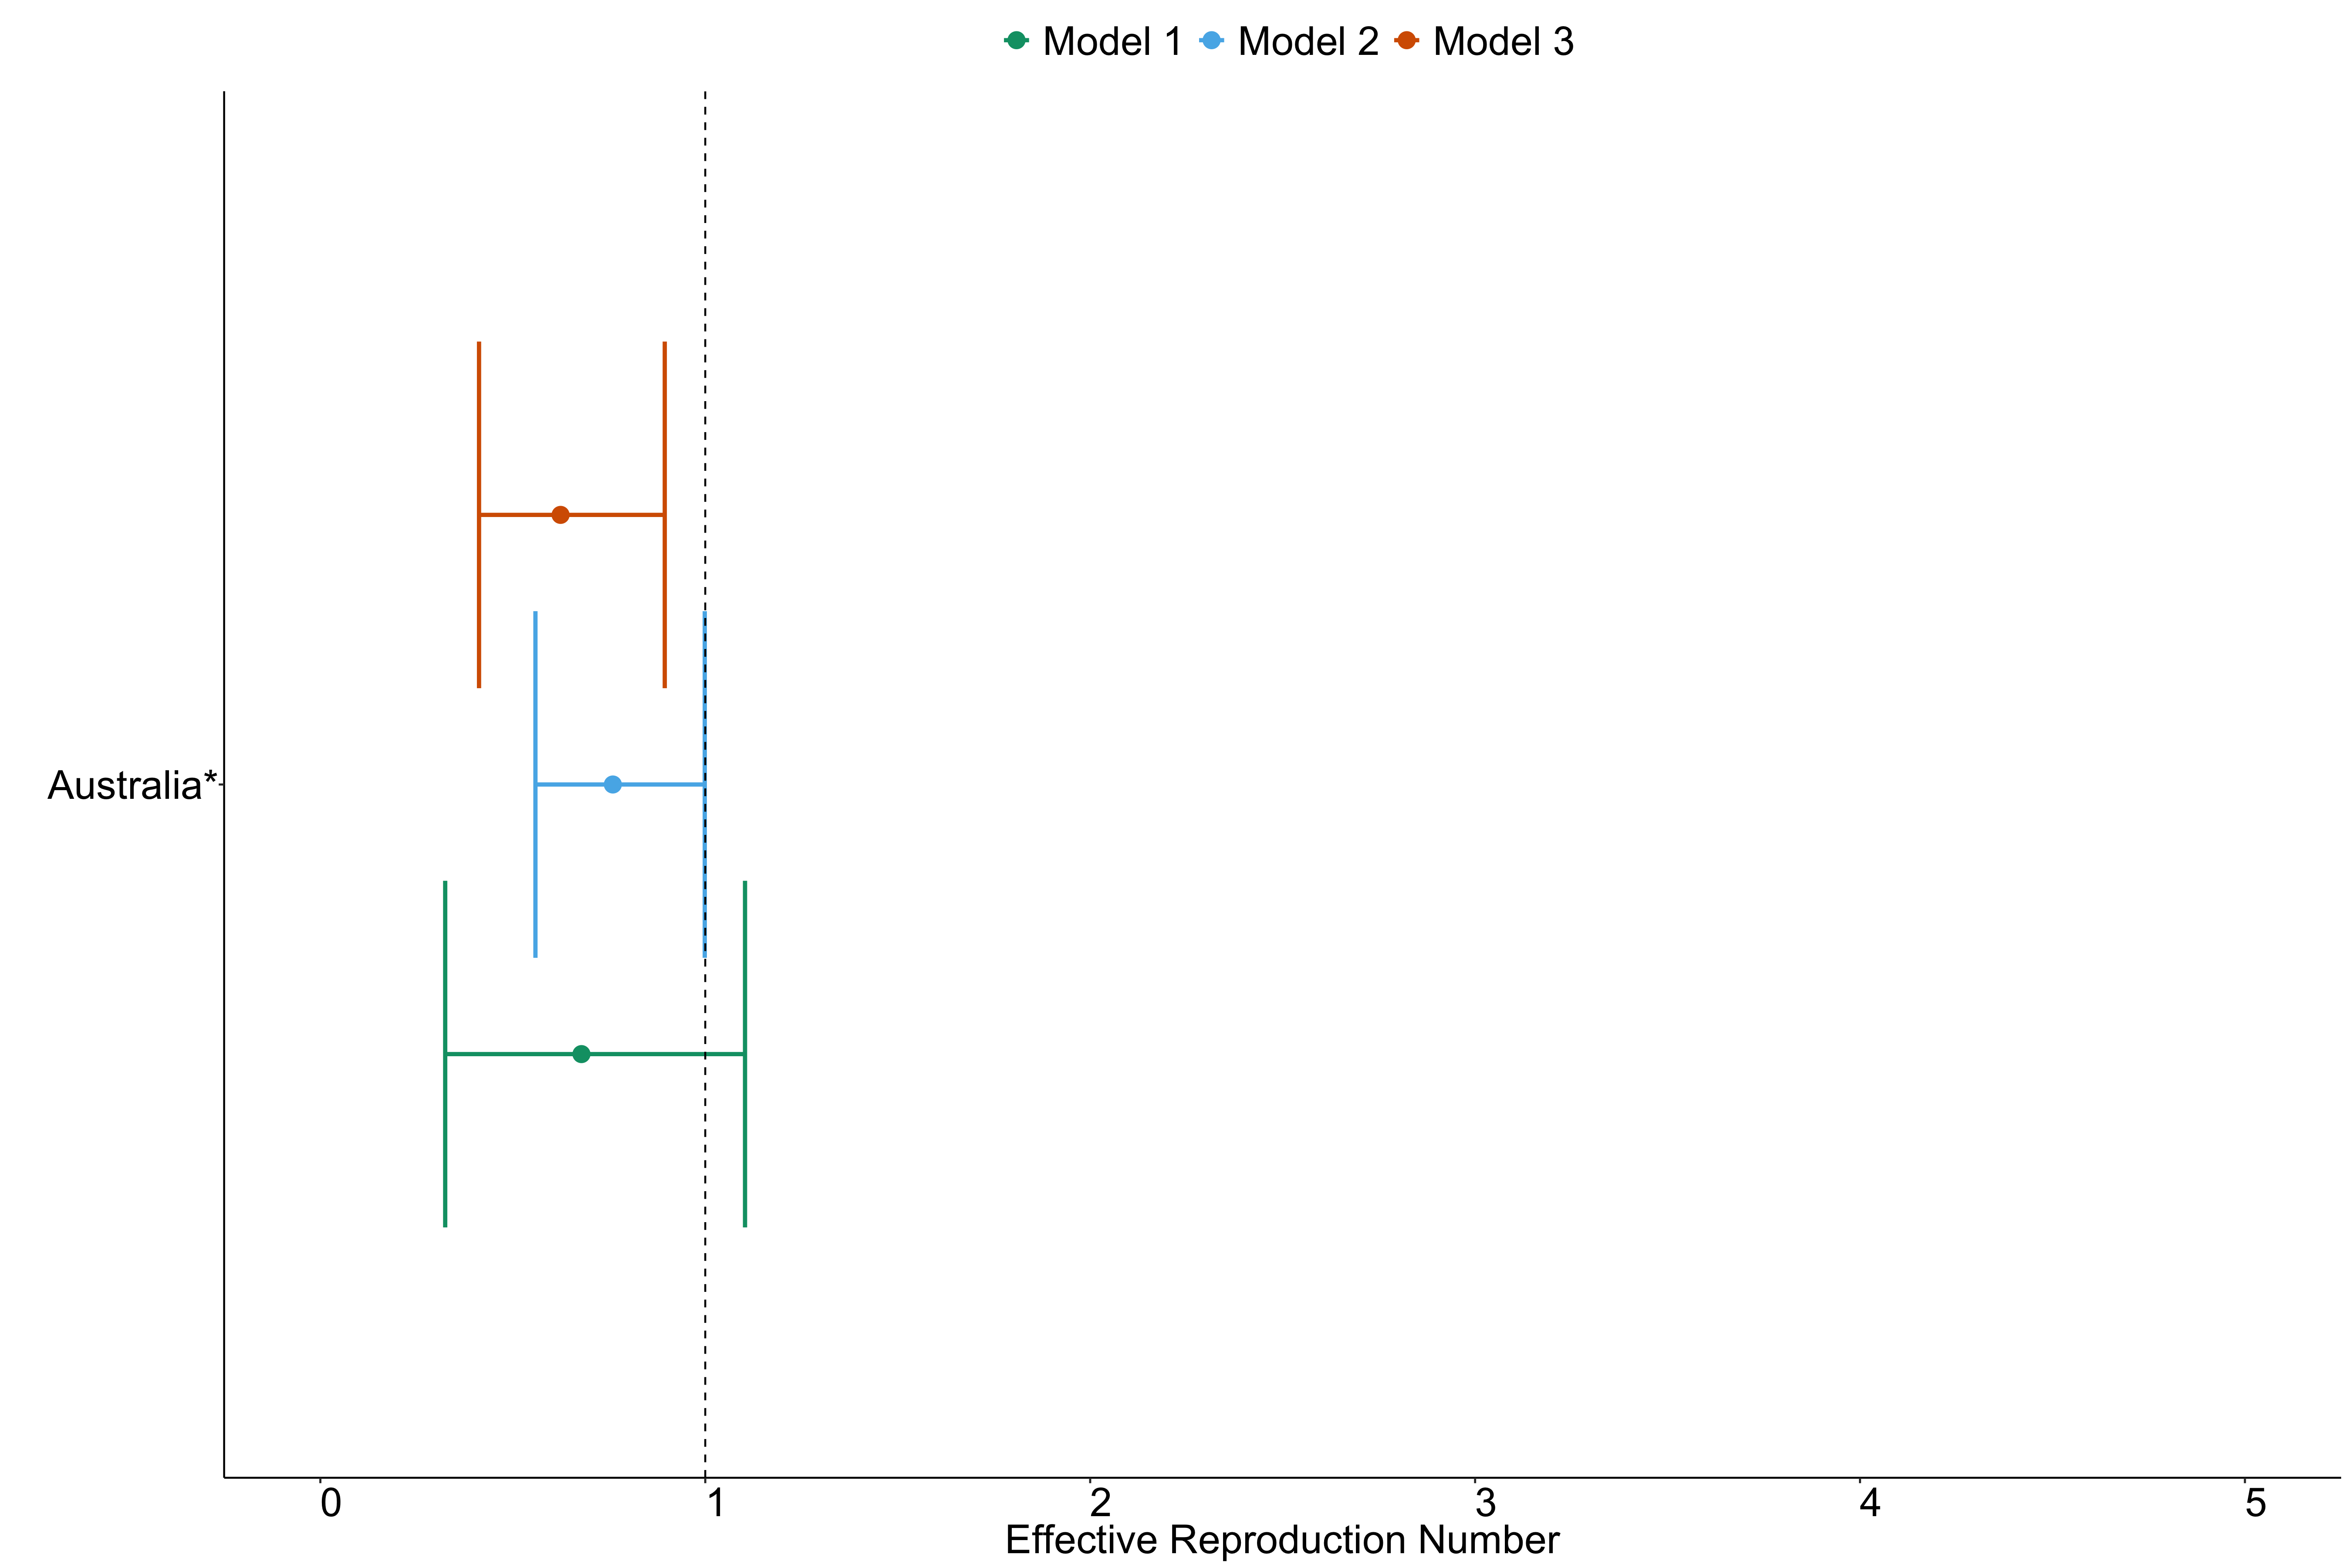 Model 1 Model 2 Model 3
Australia*
0 1 2 3 4 5
Effective Reproduction Number